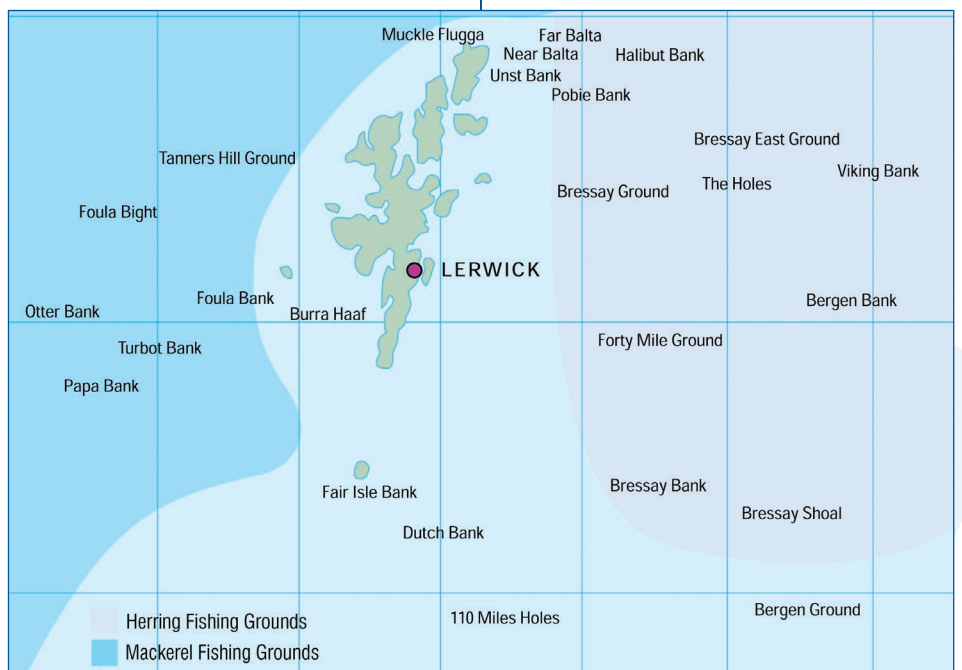 Muckle Flugga
Far Balta
Near Balta
Halibut Bank
Unst Bank
Pobie Bank
Bressay East Ground
Tanners Hill Ground
Viking Bank
The Holes
Bressay Ground
Foula Bight
LERWICK
Foula Bank
Bergen Bank
Otter Bank
Burra Haaf
Forty Mile Ground
Turbot Bank
Papa Bank
Bressay Bank
Fair Isle Bank
Bressay Shoal
Dutch Bank
Bergen Ground
110 Miles Holes
Herring Fishing Grounds
Mackerel Fishing Grounds